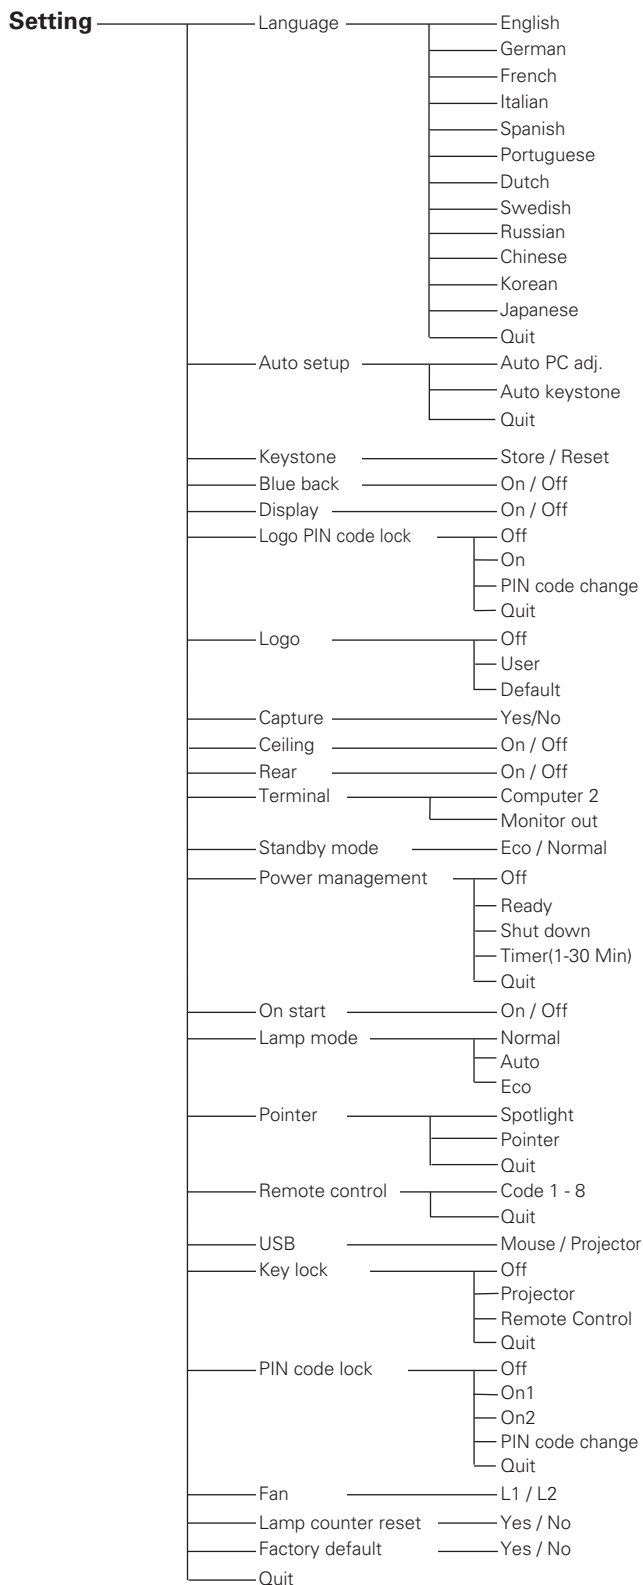 Setting Language English
German
French
Italian
Spanish
Portuguese
Dutch
Swedish
Russian
Chinese
Korean
Japanese
Quit
Auto setup Auto PC adj.
Auto keystone
Quit
Keystone Store / Reset
Blue back On / Off
Display On / Off
Logo PIN code lock Off
On
PIN code change
Quit
Logo Off
User
Default
Capture Yes/No
Ceiling On / Off
Rear On / Off
Terminal Computer 2
Monitor out
Standby mode Eco / Normal
Power management Off
Ready
Shut down
Timer(1-30 Min)
Quit
On start On / Off
Lamp mode Normal
Auto
Eco
Pointer Spotlight
Pointer
Quit
Remote control Code 1 - 8
Quit
USB Mouse / Projector
Key lock Off
Projector
Remote Control
Quit
PIN code lock Off
On1
On2
PIN code change
Quit
Fan L1 / L2
Lamp counter reset Yes / No
Factory default Yes / No
Quit